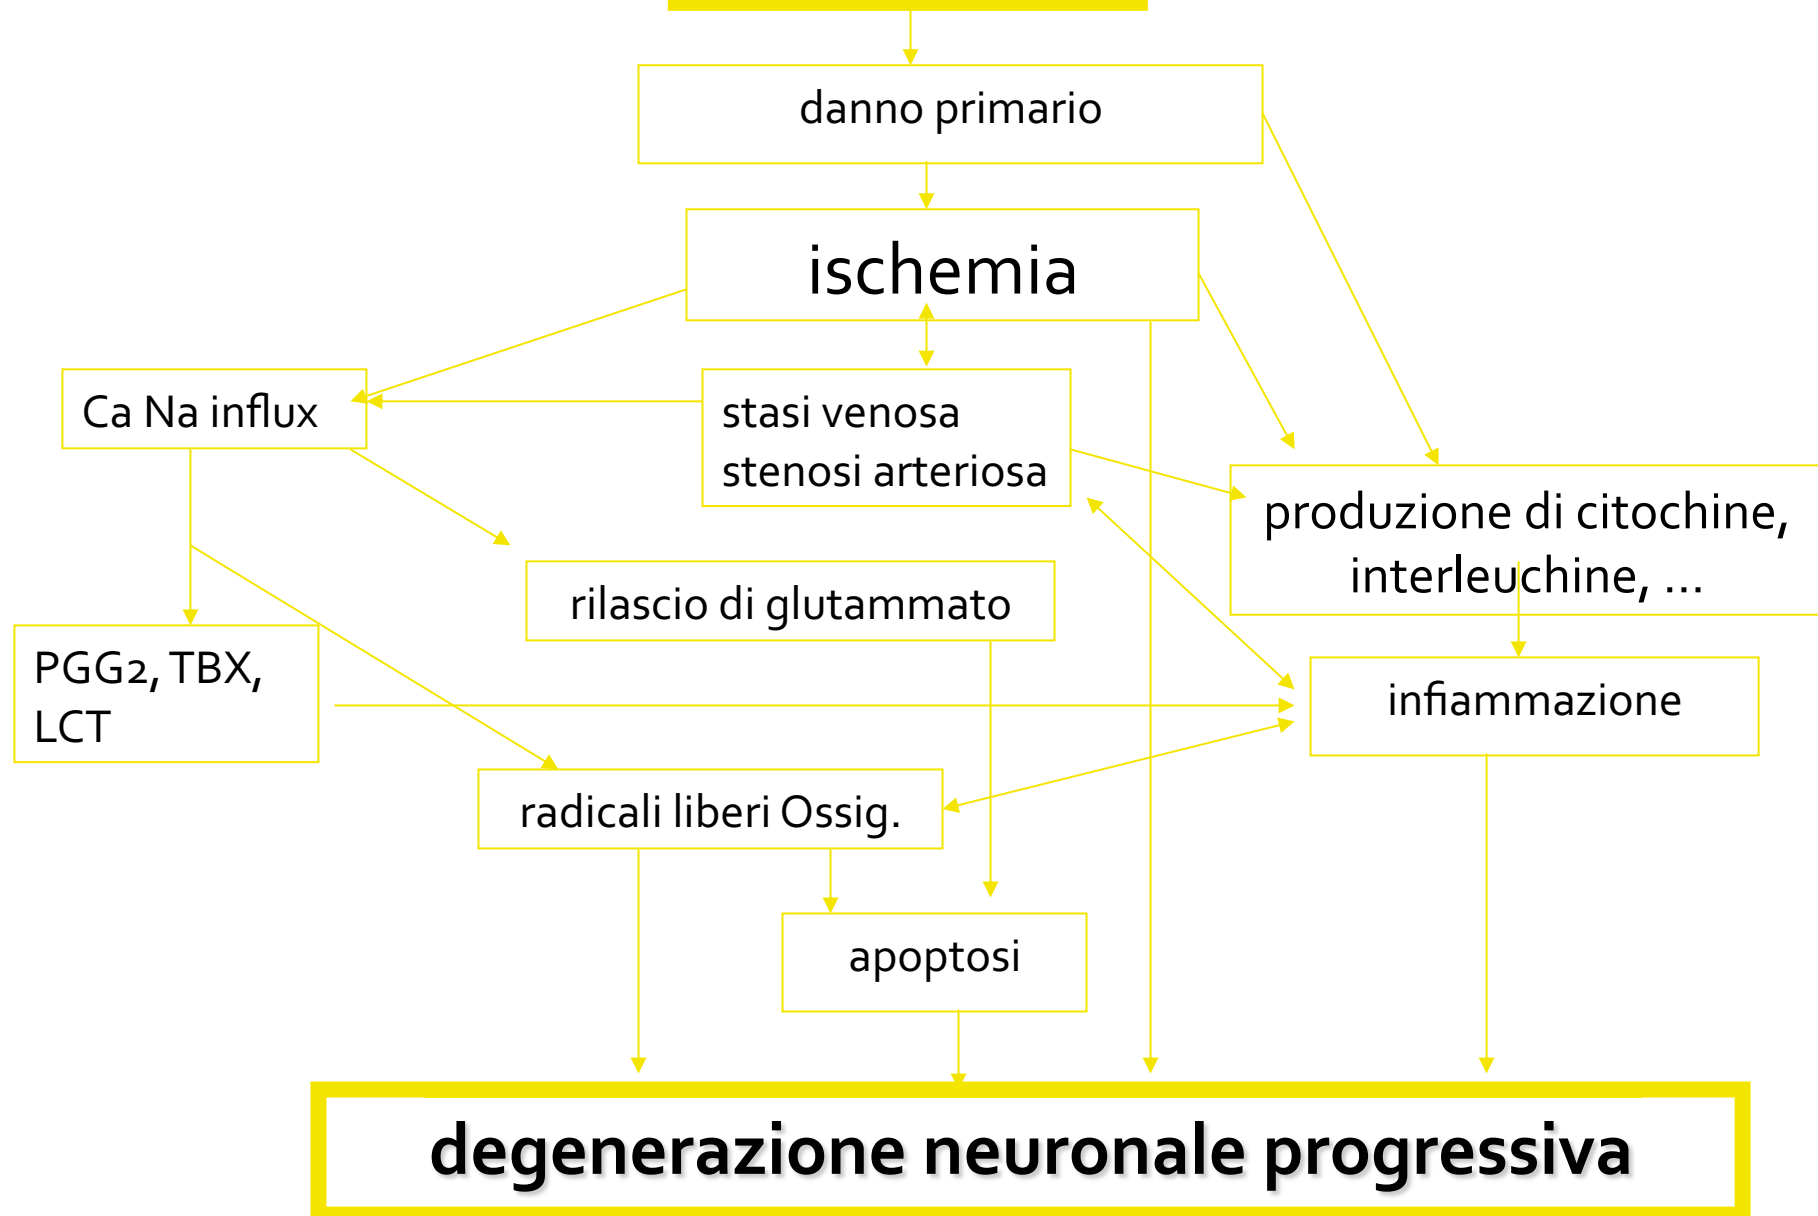 danno primario
ischemia
Ca Na influx
stasi venosa
stenosi arteriosa
produzione di citochine,
interleuchine, ...
rilascio di glutammato
PGG2, TBX,
LCT
infiammazione
radicali liberi Ossig.
apoptosi
degenerazione neuronale progressiva